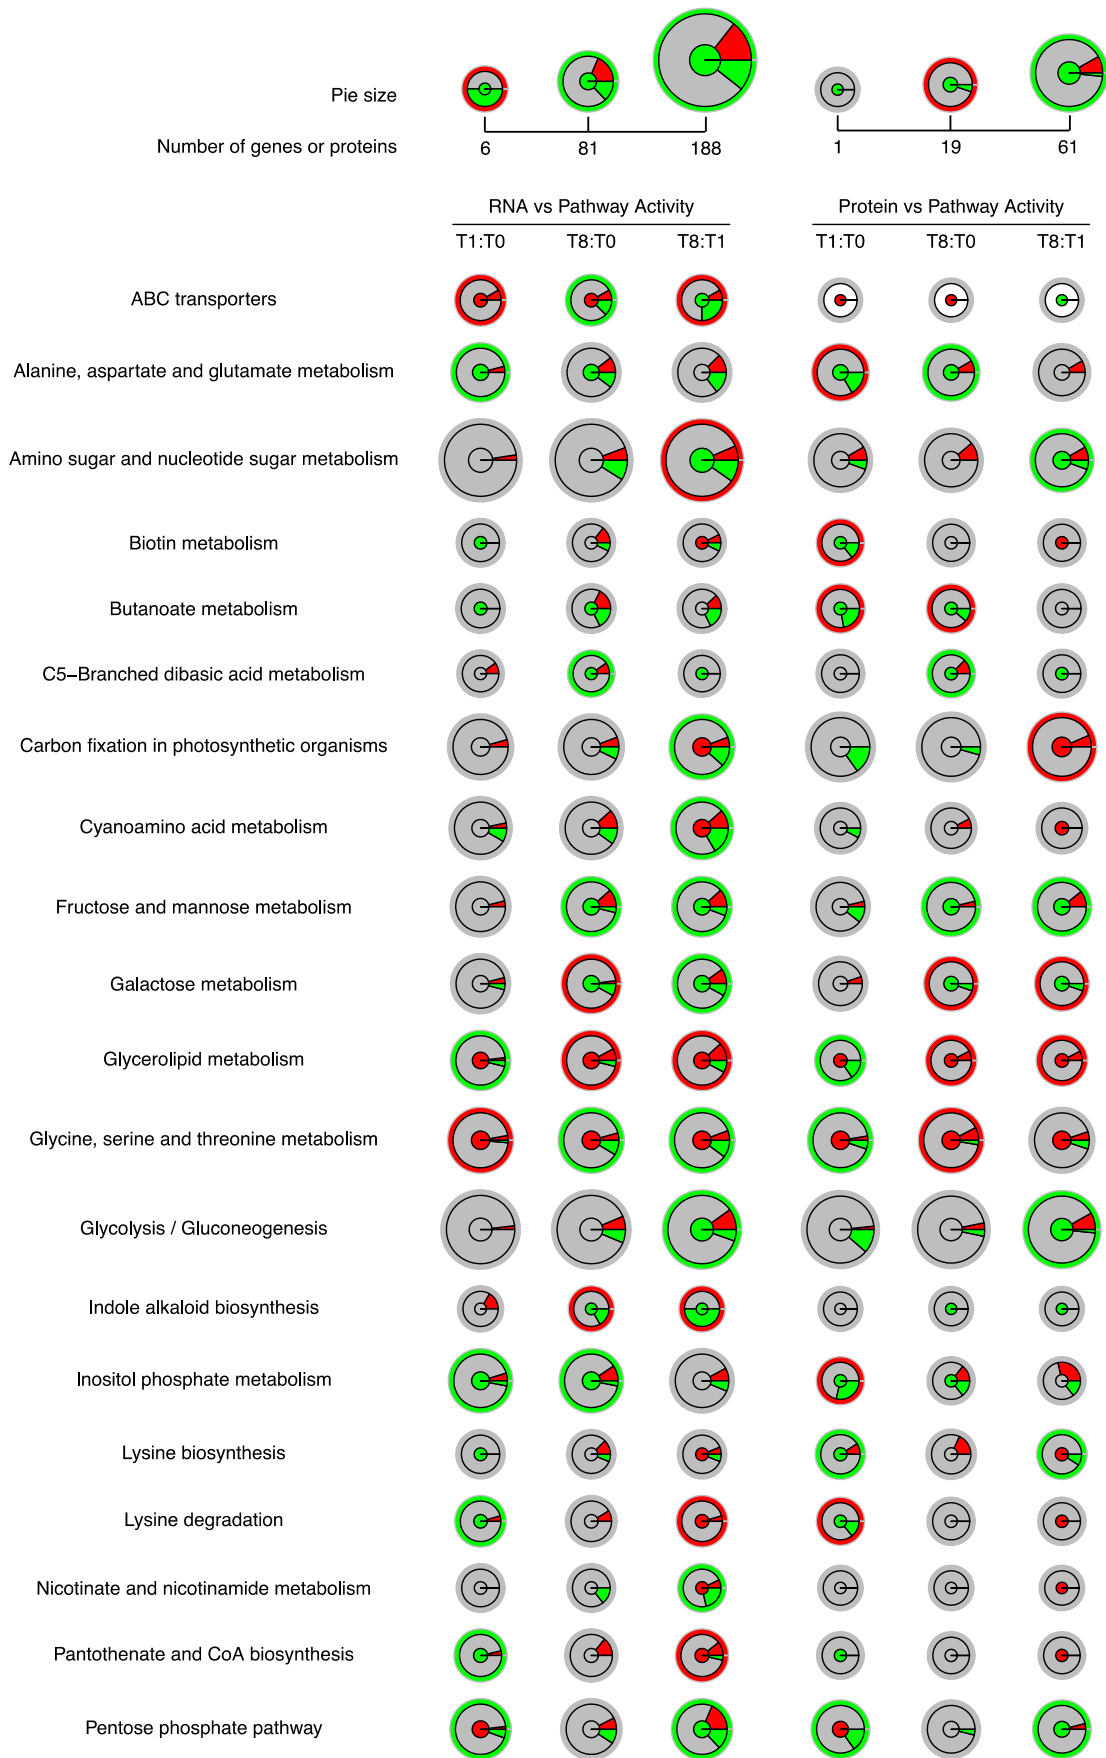 Pie size
Number of genes or proteins
6 81 188 1 19 61
RNA vs Pathway Activity Protein vs Pathway Activity
T1:T0 T8:T0 T8:T1 T1:T0 T8:T0 T8:T1
ABC transporters
Alanine, aspartate and glutamate metabolism
Amino sugar and nucleotide sugar metabolism
Biotin metabolism
Butanoate metabolism
C5−Branched dibasic acid metabolism
Carbon fixation in photosynthetic organisms
Cyanoamino acid metabolism
Fructose and mannose metabolism
Galactose metabolism
Glycerolipid metabolism
Glycine, serine and threonine metabolism
Glycolysis / Gluconeogenesis
Indole alkaloid biosynthesis
Inositol phosphate metabolism
Lysine biosynthesis
Lysine degradation
Nicotinate and nicotinamide metabolism
Pantothenate and CoA biosynthesis
Pentose phosphate pathway